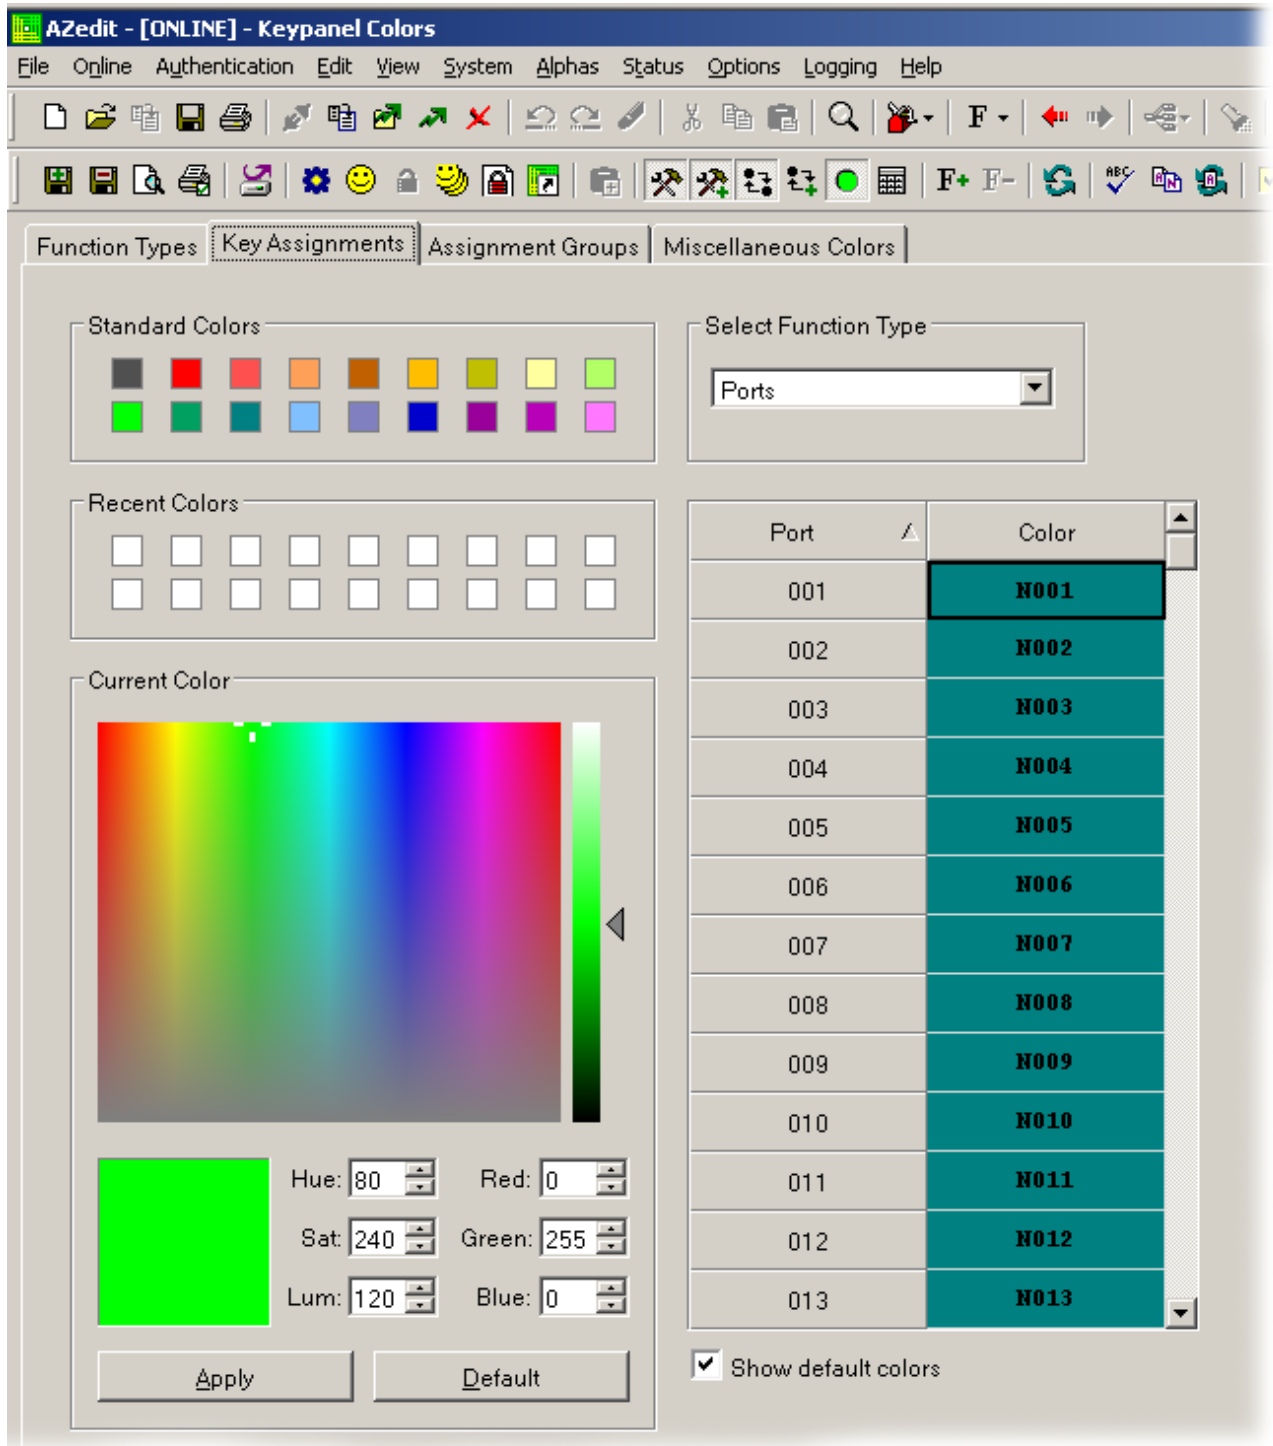 AZedit - [ONLINE] - Keypanel Colors
File Online Authentication Edit View System Alphas Status Options Logging Help
F
F+ F- ABC
Function Types Key Assignments Assignment Groups Miscellaneous Colors
Standard Colors
Select Function Type
Ports
Recent Colors
Port Color
001 N001
002 N002
Current Color
003 N003
004 N004
005 N005
006 N006
007 N007
008 N008
009 N009
010 N010
Hue: 80 Red: 0
011 N011
Sat: 240 Green: 255
012 N012
Lum: 120 Blue: 0
013 N013
Apply Default
Show default colors